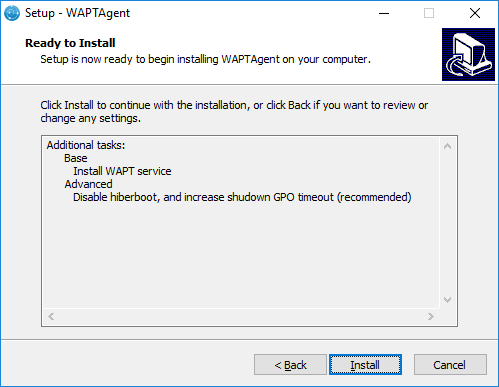 Setup - WAPTAgent
Ready to Install
Setup is now ready to begin installing WAPTAgent on your computer.
Click Install to continue with the installation, or click Back if you want to review or
change any settings.
Additional tasks:
Base
Install WAPT service
Advanced
Disable hiberboot, and increase shudown GPO timeout (recommended)
< Back
Install
Cancel